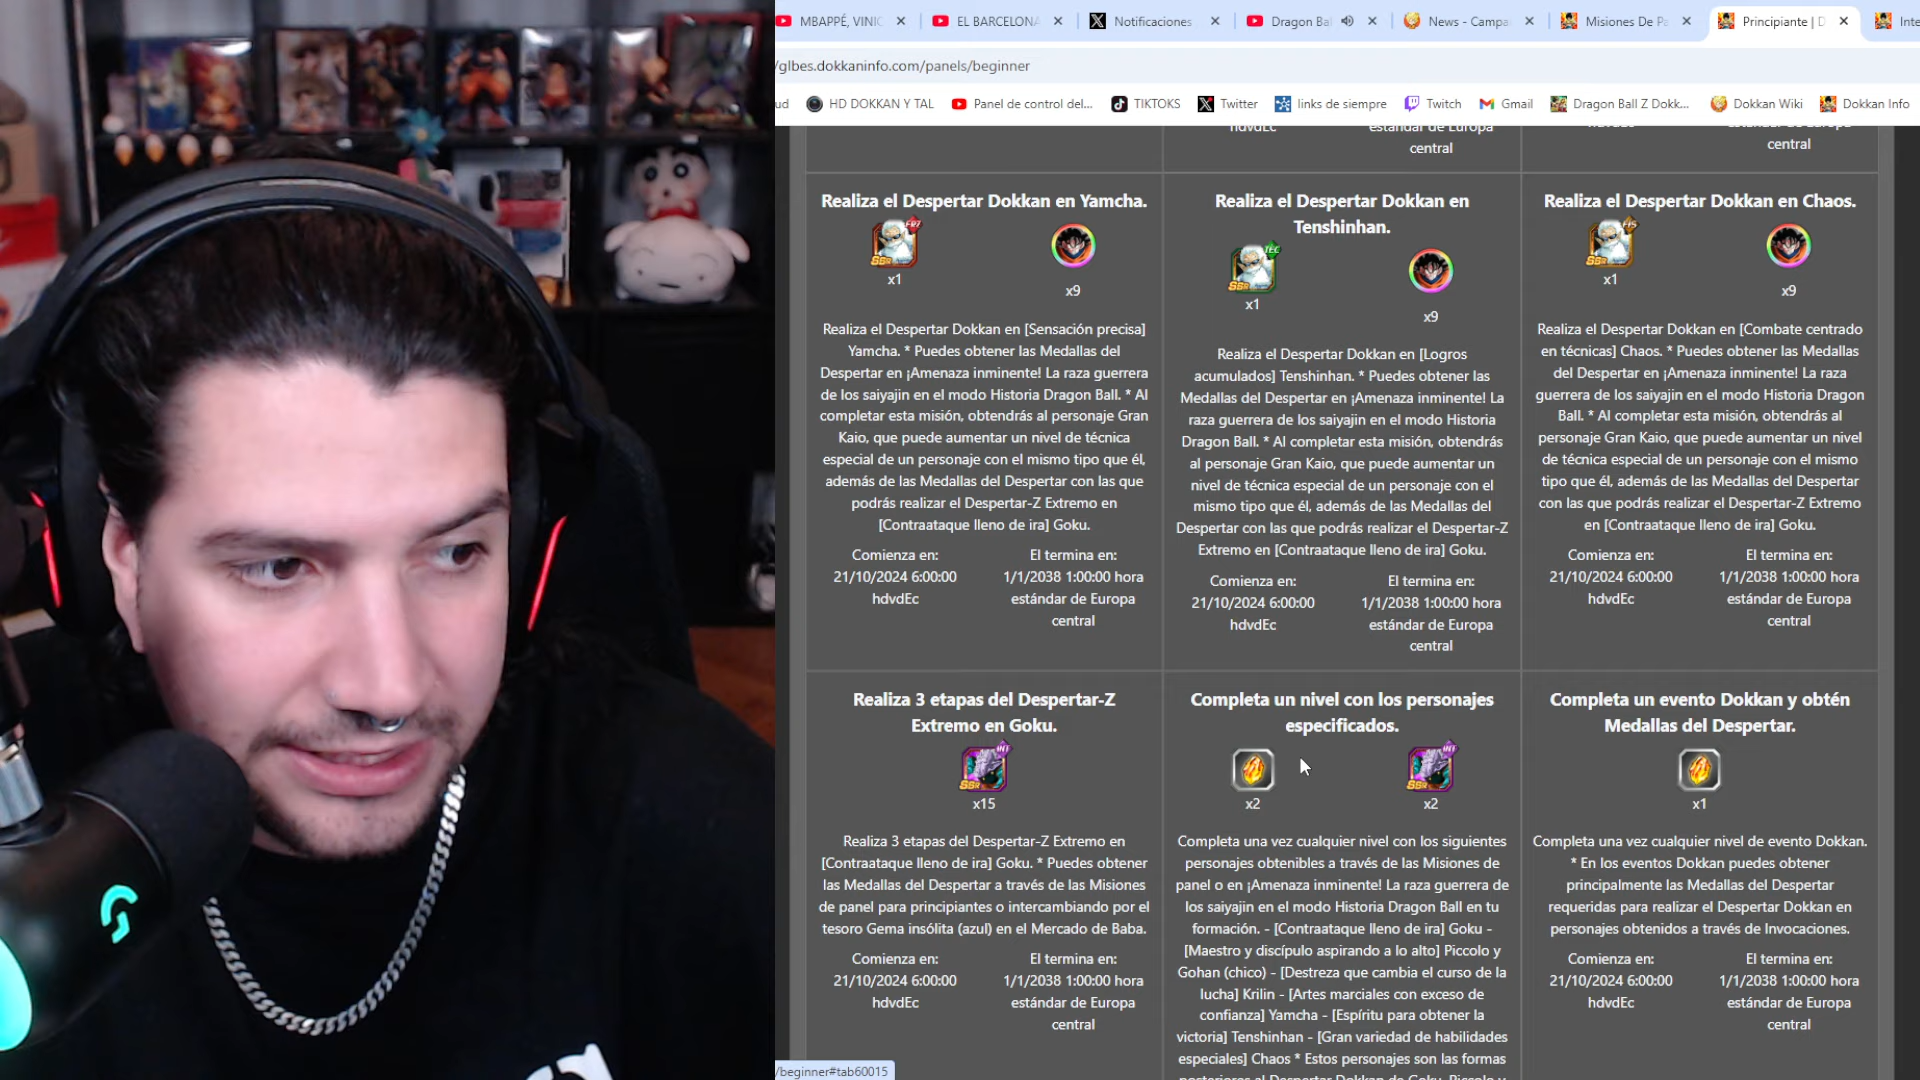 MBAPPÉ, VINIC
EL BARCELONA
Notificaciones
Dragon Bal
News - Campa
Misiones De Pa
Principiante | D
Inte
/glbes.dokkaninfo.com/panels/beginner
ud
HD DOKKAN Y TAL
Panel de control del...
TIKTOKS
Twitter
links de siempre
Twitch
Gmail
Dragon Ball Z Dokk...
Dokkan Wiki
Dokkan Info
hdvdEc
estándar de Europa
central
central
Realiza el Despertar Dokkan en Yamcha.
SSR
x1
x9
Realiza el Despertar Dokkan en [Sensación precisa]
Yamcha. * Puedes obtener las Medallas del
Despertar en ¡Amenaza inminente! La raza guerrera
de los saiyajin en el modo Historia Dragon Ball. * Al
completar esta misión, obtendrás al personaje Gran
Kaio, que puede aumentar un nivel de técnica
especial de un personaje con el mismo tipo que él,
además de las Medallas del Despertar con las que
podrás realizar el Despertar-Z Extremo en
[Contraataque lleno de ira] Goku.
Comienza en:
21/10/2024 6:00:00
hdvdEc
El termina en:
1/1/2038 1:00:00 hora
estándar de Europa
central
Realiza el Despertar Dokkan en
Tenshinhan.
TEC
SSR
x1
x9
Realiza el Despertar Dokkan en [Logros
acumulados] Tenshinhan. * Puedes obtener las
Medallas del Despertar en ¡Amenaza inminente! La
raza guerrera de los saiyajin en el modo Historia
Dragon Ball. * Al completar esta misión, obtendrás
al personaje Gran Kaio, que puede aumentar un
nivel de técnica especial de un personaje con el
mismo tipo que él, además de las Medallas del
Despertar con las que podrás realizar el Despertar-Z
Extremo en [Contraataque lleno de ira] Goku.
Comienza en:
21/10/2024 6:00:00
hdvdEc
El termina en:
1/1/2038 1:00:00 hora
estándar de Europa
central
Realiza el Despertar Dokkan en Chaos.
SSR
x1
x9
Realiza el Despertar Dokkan en [Combate centrado
en técnicas] Chaos. * Puedes obtener las Medallas
del Despertar en ¡Amenaza inminente! La raza
guerrera de los saiyajin en el modo Historia Dragon
Ball. * Al completar esta misión, obtendrás al
personaje Gran Kaio, que puede aumentar un nivel
de técnica especial de un personaje con el mismo
tipo que él, además de las Medallas del Despertar
con las que podrás realizar el Despertar-Z Extremo
en [Contraataque lleno de ira] Goku.
Comienza en:
21/10/2024 6:00:00
hdvdEc
El termina en:
1/1/2038 1:00:00 hora
estándar de Europa
central
Realiza 3 etapas del Despertar-Z
Extremo en Goku.
INT
SSR
x15
Realiza 3 etapas del Despertar-Z Extremo en
[Contraataque lleno de ira] Goku. * Puedes obtener
las Medallas del Despertar a través de las Misiones
de panel para principiantes o intercambiando por el
tesoro Gema insólita (azul) en el Mercado de Baba.
Comienza en:
21/10/2024 6:00:00
hdvdEc
El termina en:
1/1/2038 1:00:00 hora
estándar de Europa
central
Completa un nivel con los personajes
especificados.
x2
INT
SSR
x2
Completa una vez cualquier nivel con los siguientes
personajes obtenibles a través de las Misiones de
panel o en ¡Amenaza inminente! La raza guerrera de
los saiyajin en el modo Historia Dragon Ball en tu
formación. - [Contraataque lleno de ira] Goku -
[Maestro y discípulo aspirando a lo alto] Piccolo y
Gohan (chico) - [Destreza que cambia el curso de la
lucha] Krilin - [Artes marciales con exceso de
confianza] Yamcha - [Espíritu para obtener la
victoria] Tenshinhan - [Gran variedad de habilidades
especiales] Chaos * Estos personajes son las formas
posteriores al Despertar Dokkan de Goku, Piccolo y
Completa un evento Dokkan y obtén
Medallas del Despertar.
x1
Completa una vez cualquier nivel de evento Dokkan.
* En los eventos Dokkan puedes obtener
principalmente las Medallas del Despertar
requeridas para realizar el Despertar Dokkan en
personajes obtenidos a través de Invocaciones.
Comienza en:
21/10/2024 6:00:00
hdvdEc
El termina en:
1/1/2038 1:00:00 hora
estándar de Europa
central
/beginner#tab60015